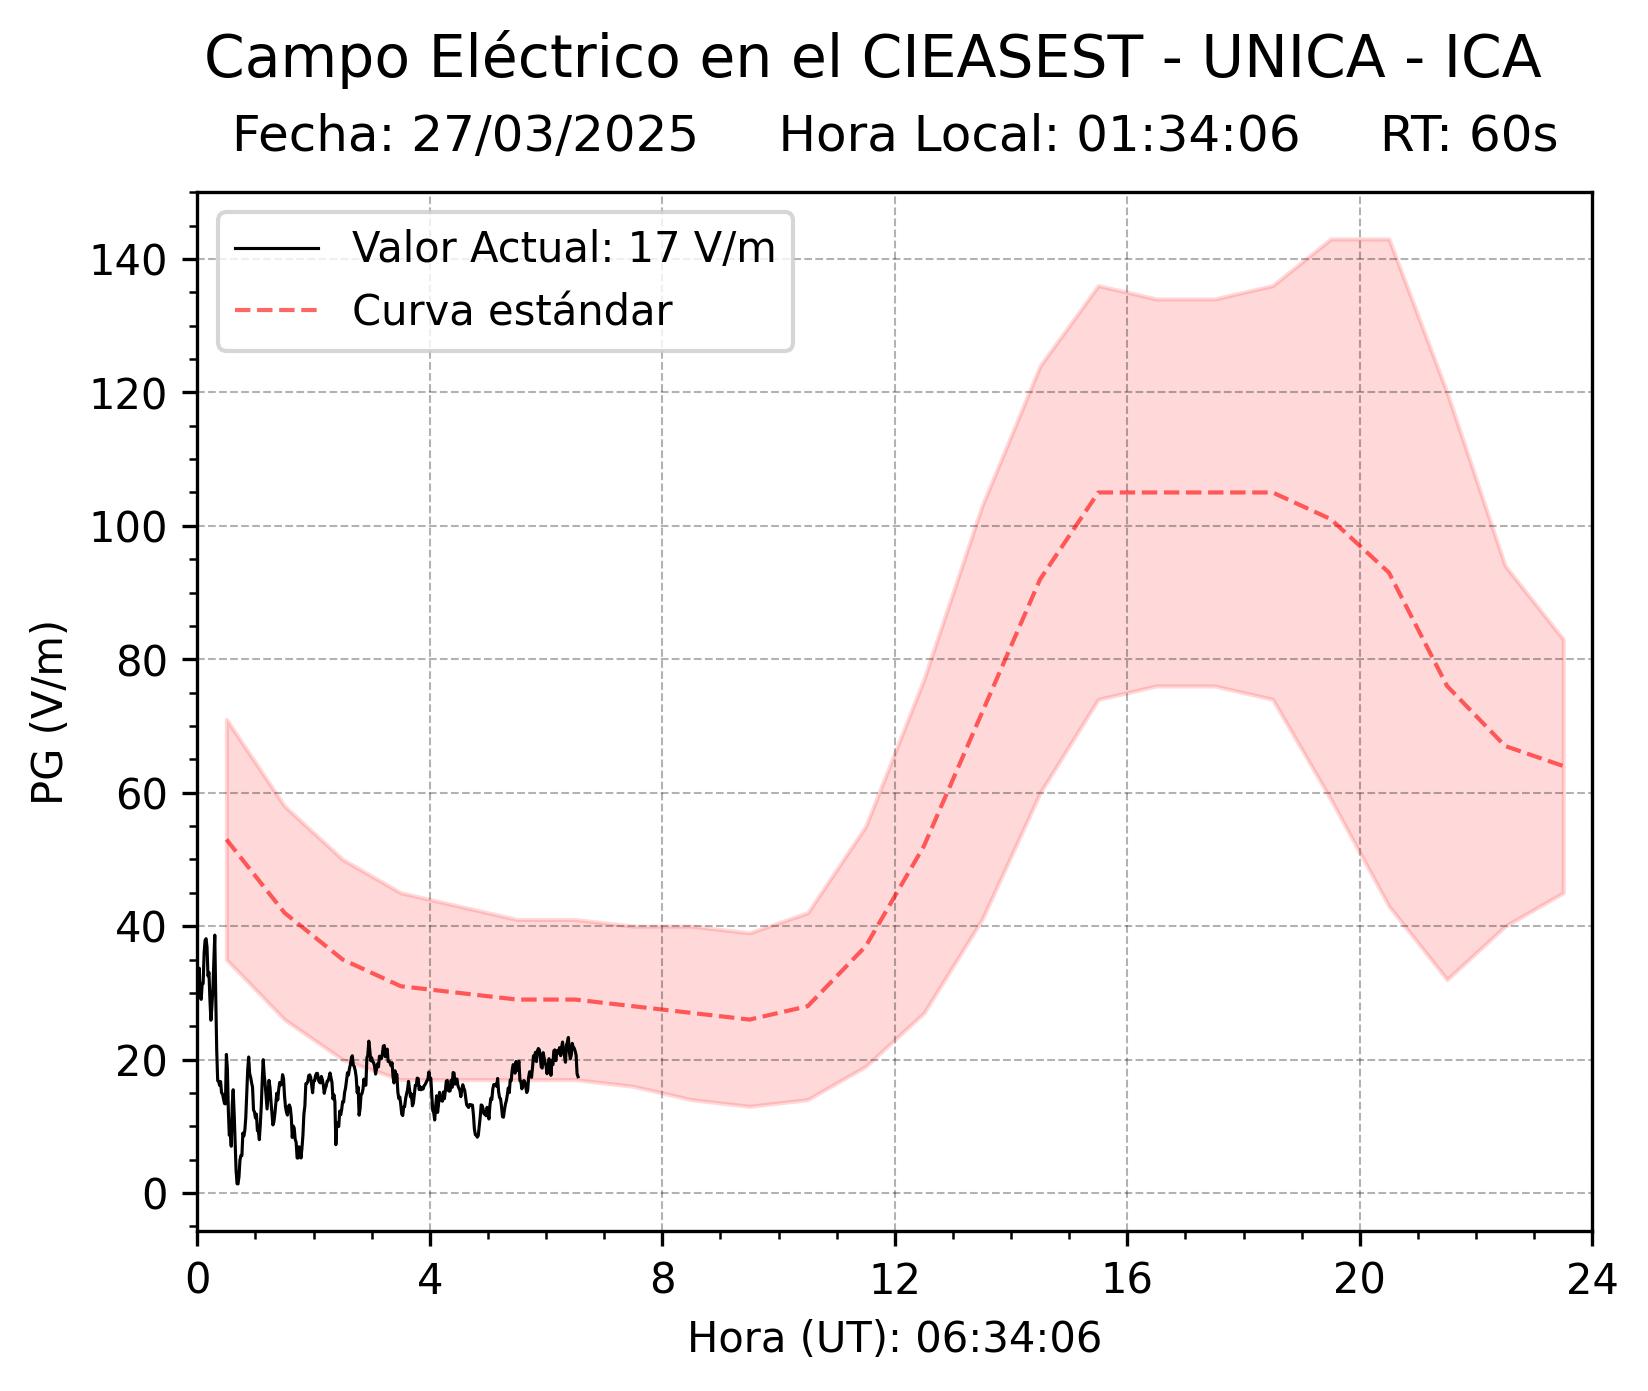 Campo Eléctrico en el CIEASEST - UNICA - ICA
Fecha: 27/03/2025 Hora Local: 01:34:06 RT: 60s
Valor Actual: 17 V/m
Curva estándar
140
120
100
80
60
40
20
0
PG (V/m)
0 4 8 12 16 20 24
Hora (UT): 06:34:06